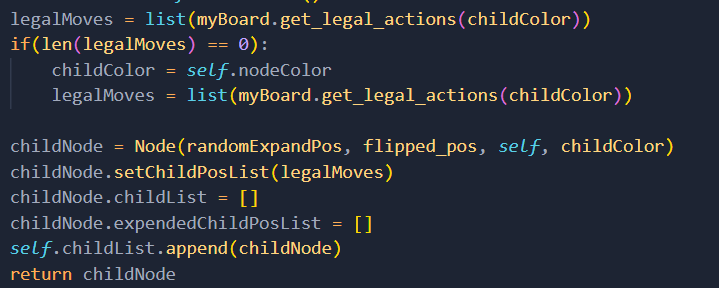 legalMoves = list(myBoard.get_legal_actions(childColor))
if(len(legalMoves) == 0):
    childColor = self.nodeColor
    legalMoves = list(myBoard.get_legal_actions(childColor))
childNode = Node(randomExpandPos, flipped_pos, self, childColor)
childNode.setChildPosList(legalMoves)
childNode.childList = []
childNode.expendedChildPosList = []
self.childList.append(childNode)
return childNode